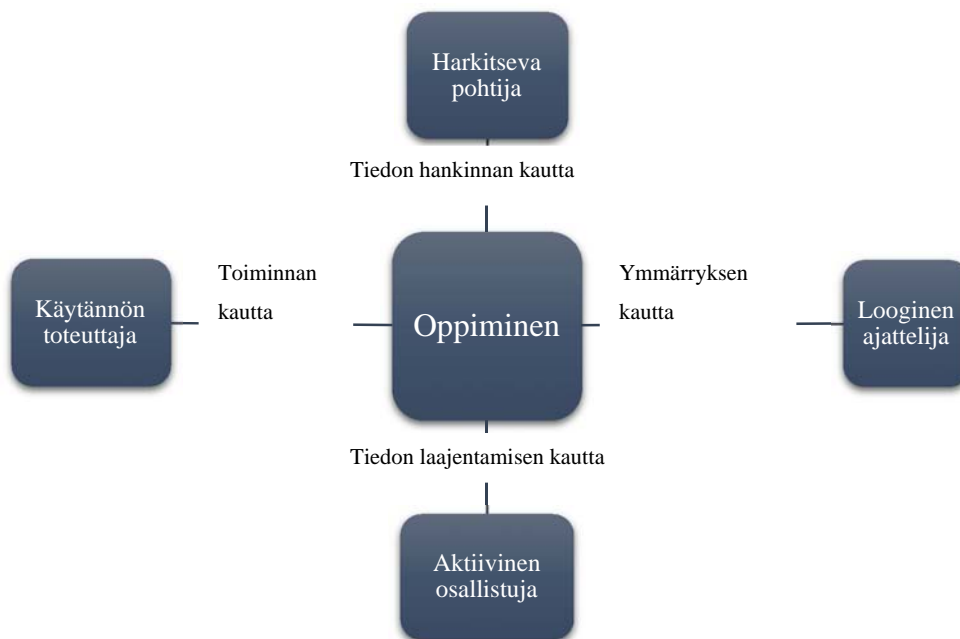 Harkitseva
pohtija
Tiedon hankinnan kautta
Käytännön
toteuttaja
Toiminnan
kautta
Oppiminen
Ymmärryksen
kautta
Looginen
ajattelija
Tiedon laajentamisen kautta
Aktiivinen
osallistuja